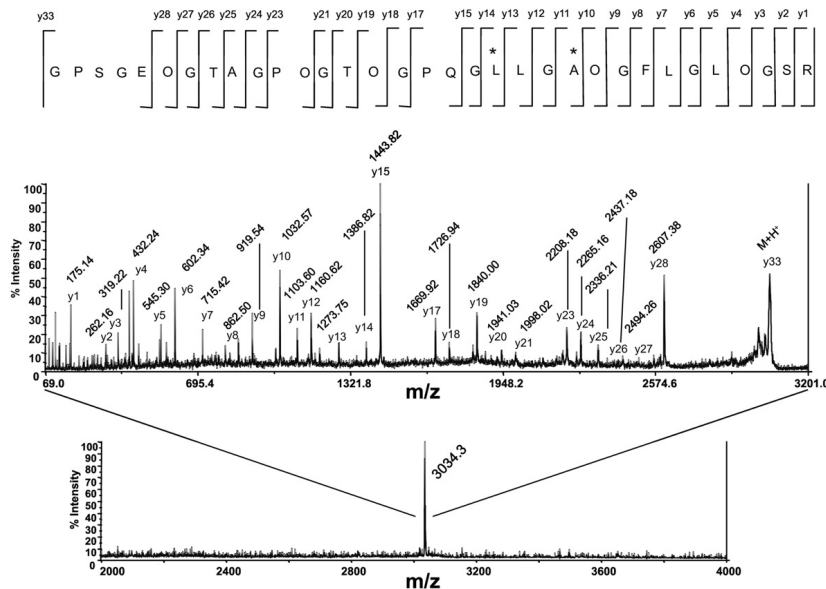 y33 y28 y27 y26 y25 y24 y23 y21 y20 y19 y18 y17 y15 y14 y13 y12 y11 y10 y9 y8 y7 y6 y5 y4 y3 y2 y1
* *
G P S G E O G T A G P O G T O G P Q G L L G A O G F L G L O G S R
% Intensity
100
90
80
70
60
50
40
30
20
10
0
175.14
y1
262.16
y2
319.22
y3
432.24
y4
545.30
y5
602.34
y6
715.42
y7
862.50
y8
919.54
y9
1032.57
y10
1103.60
y11
1160.62
y12
1273.75
y13
1386.82
y14
1443.82
y15
1669.92
y17
1726.94
y18
1840.00
y19
1941.03
y20
1998.02
y21
2208.18
y23
2265.16
y24
2336.21
y25
2437.18
y26
2494.26
y27
2607.38
y28
M+H⁺
y33
69.0 695.4 1321.8 1948.2 2574.6 3201.0
m/z
% Intensity
100
90
80
70
60
50
40
30
20
10
0
3034.3
2000 2400 2800 3200 3600 4000
m/z